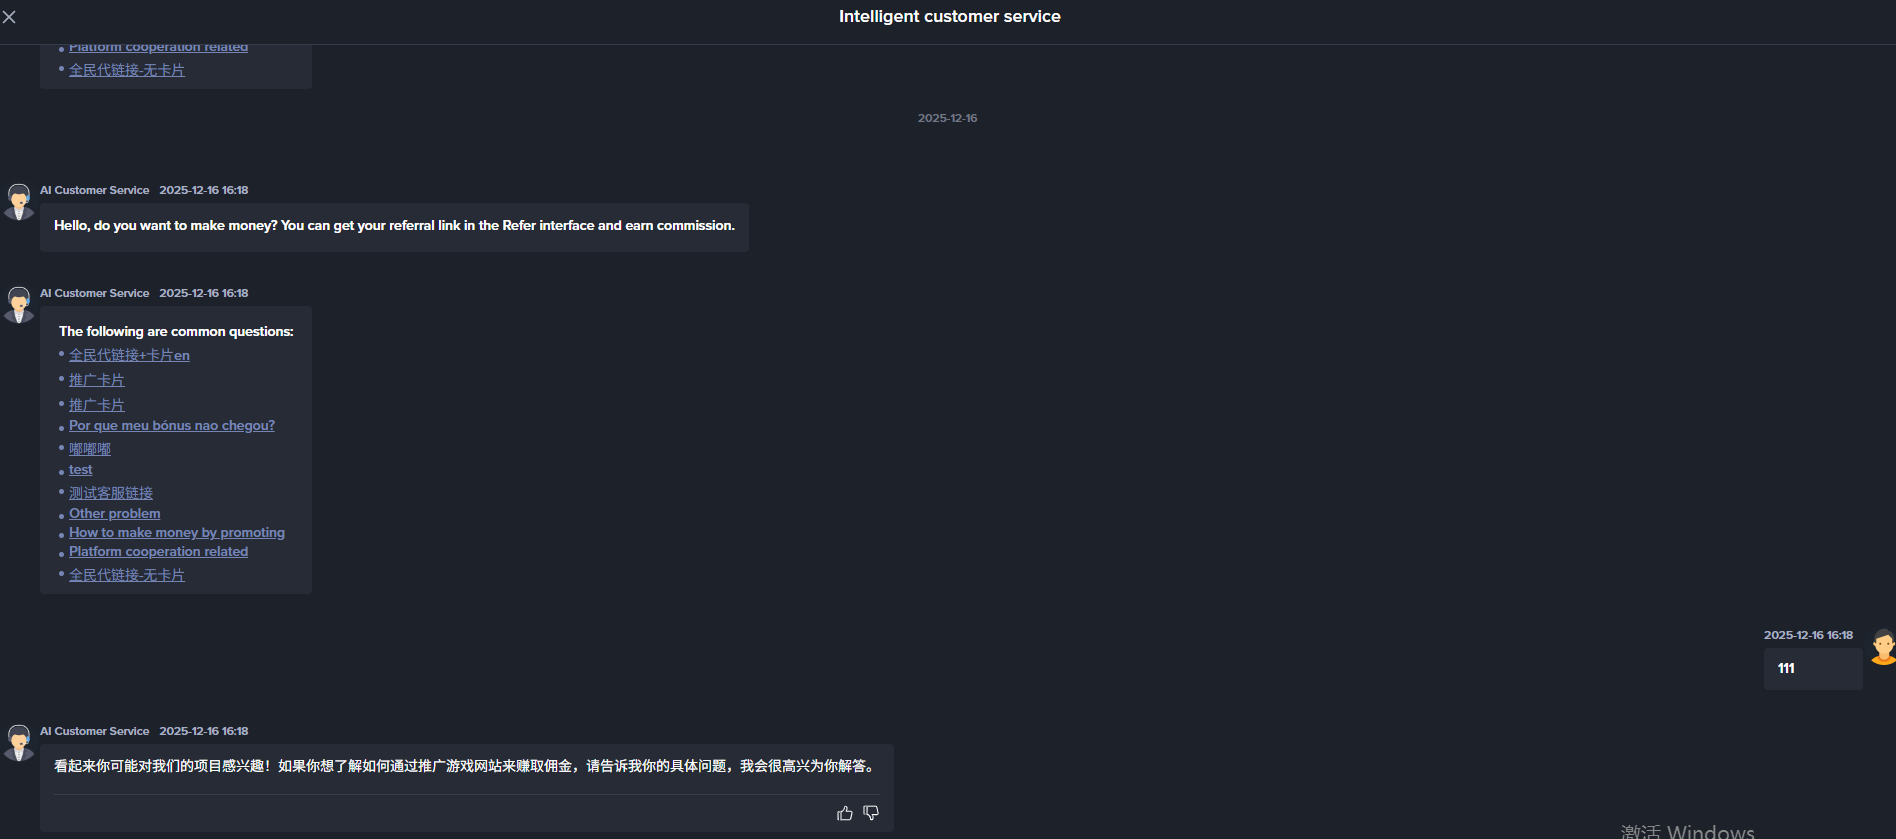 Intelligent customer service
Platform cooperation related
全民代链接-无卡片
2025-12-16
AI Customer Service 2025-12-16 16:18
Hello, do you want to make money? You can get your referral link in the Refer interface and earn commission.
AI Customer Service 2025-12-16 16:18
The following are common questions:
全民代链接+卡片en
推广卡片
推广卡片
Por que meu bónus nao chegou?
嘟嘟嘟
test
测试客服链接
Other problem
How to make money by promoting
Platform cooperation related
全民代链接-无卡片
2025-12-16 16:18
111
AI Customer Service 2025-12-16 16:18
看起来你可能对我们的项目感兴趣！如果你想了解如何通过推广游戏网站来赚取佣金，请告诉我你的具体问题，我会很高兴为你解答。
激活 Windows